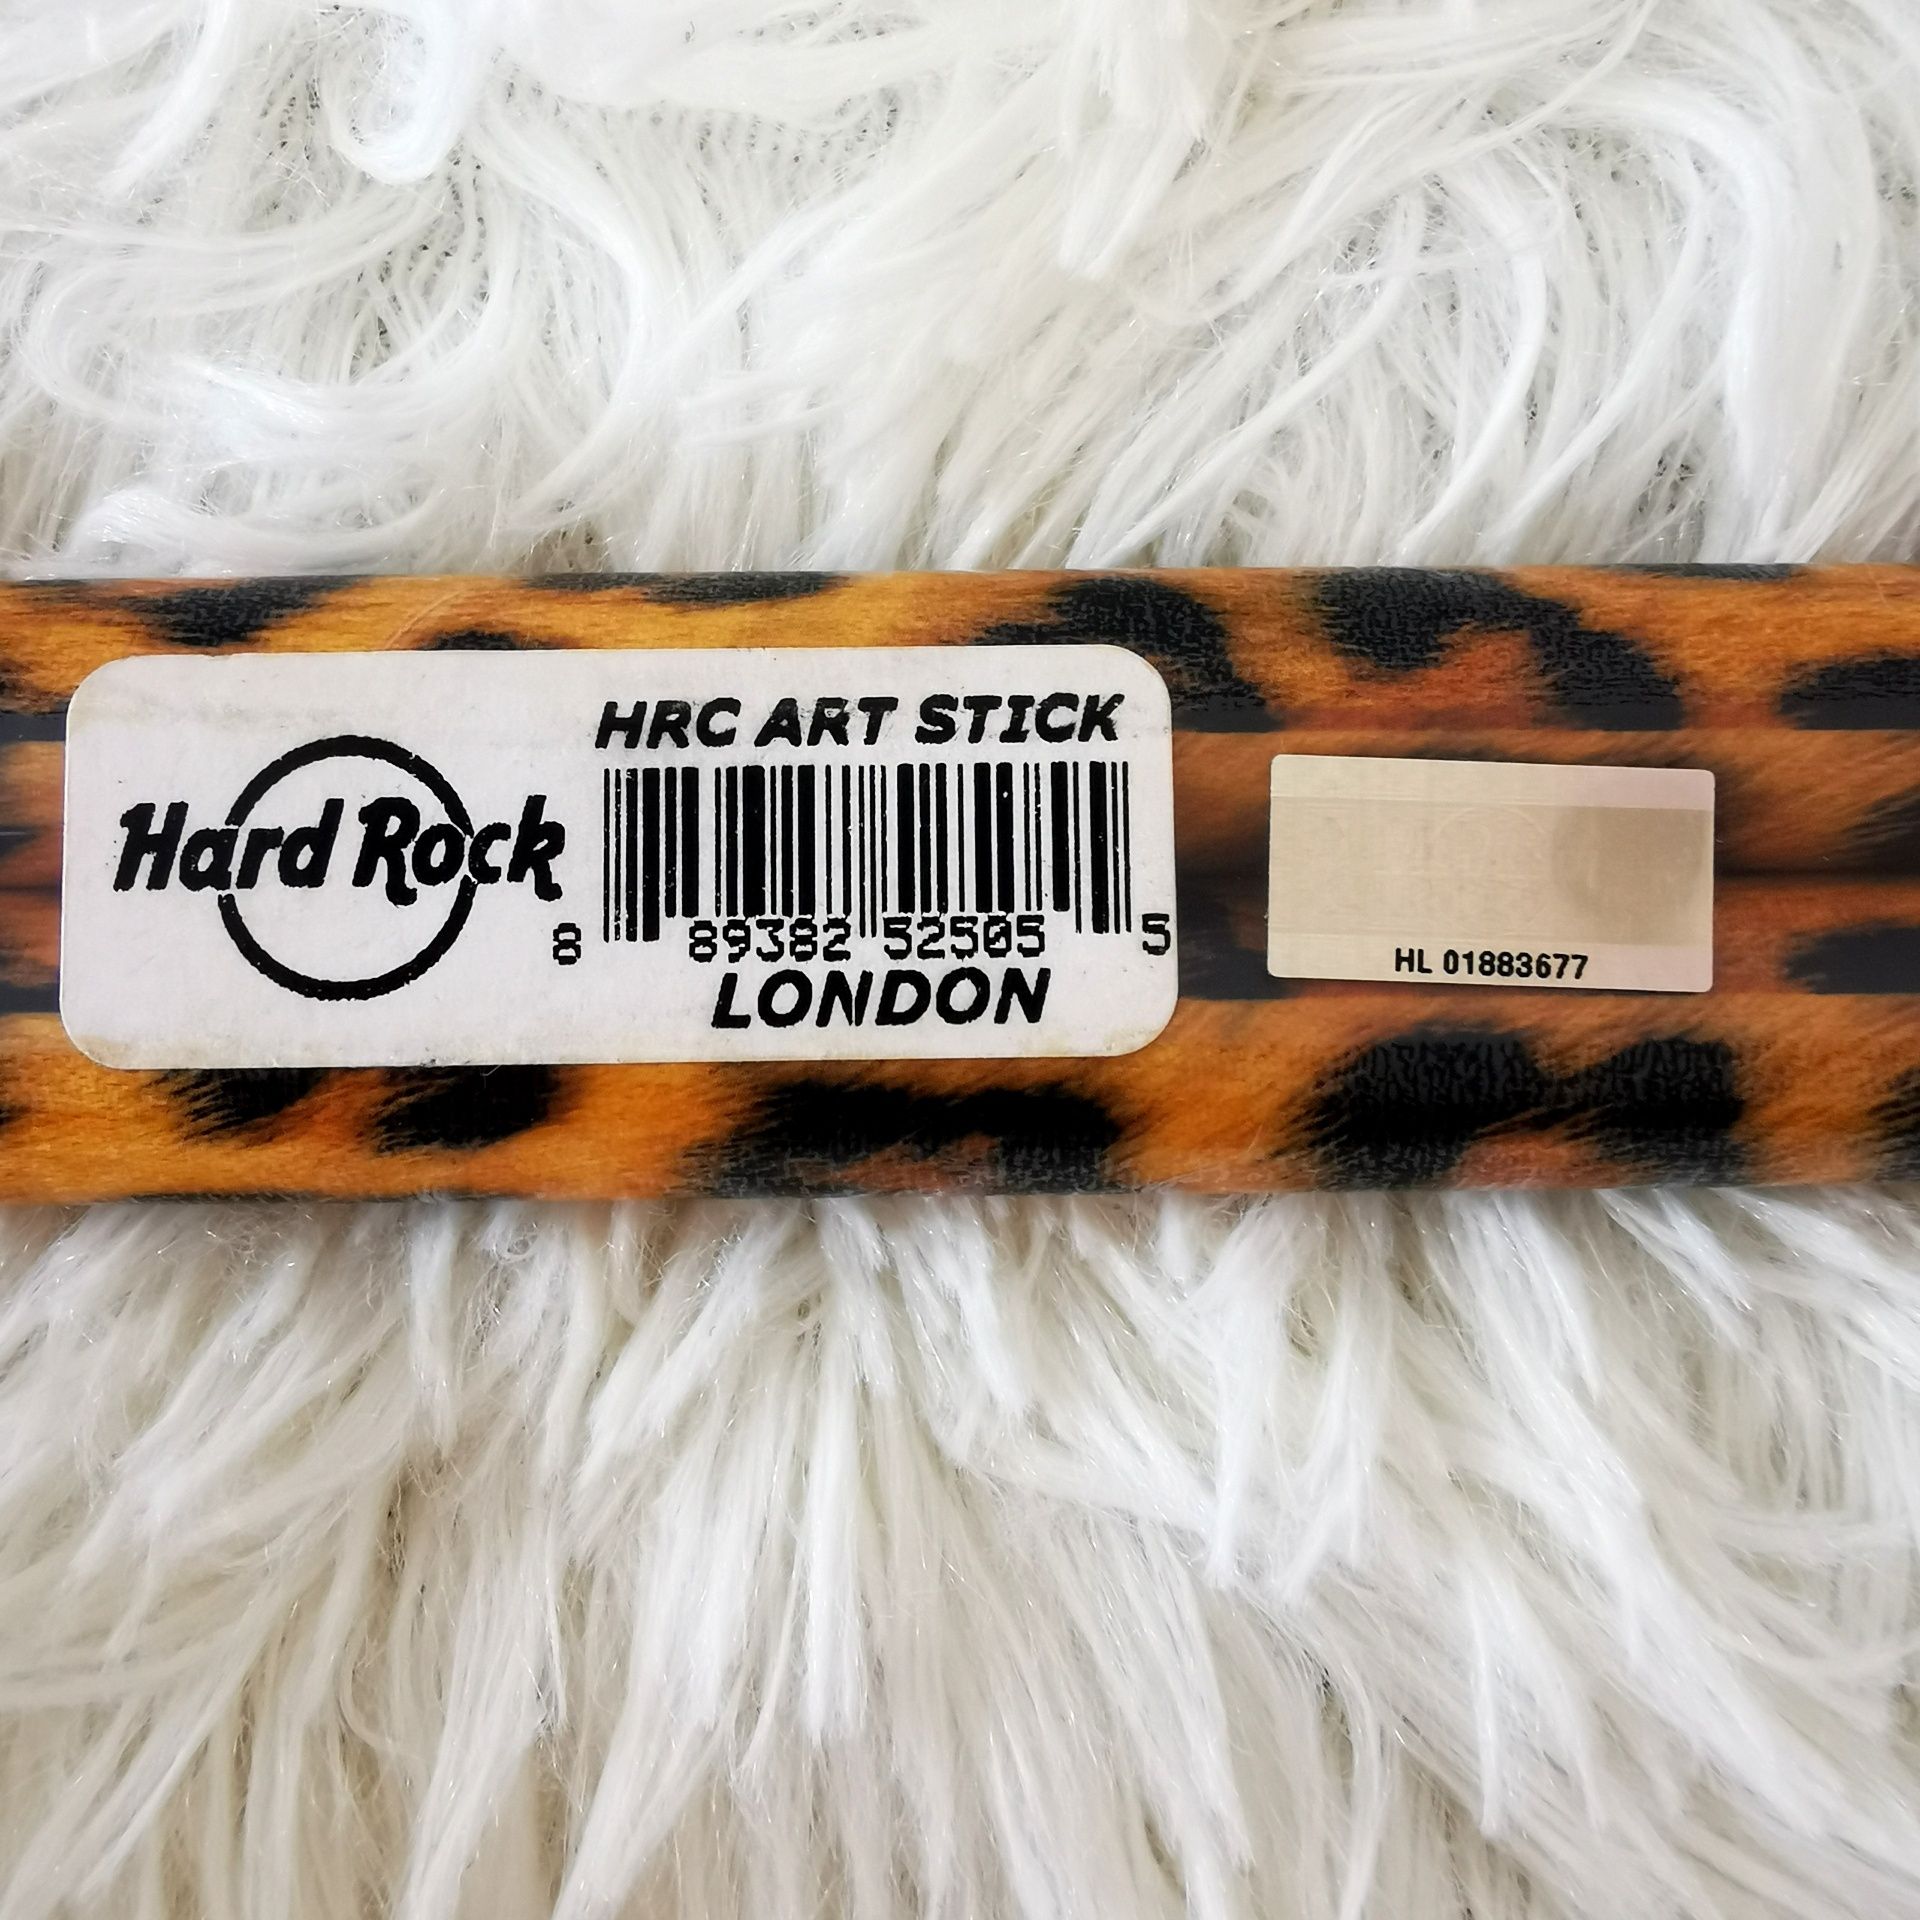 HRC ART STICK
Hard Rock
8 89382 52505 5
LONDON
HL 01883677